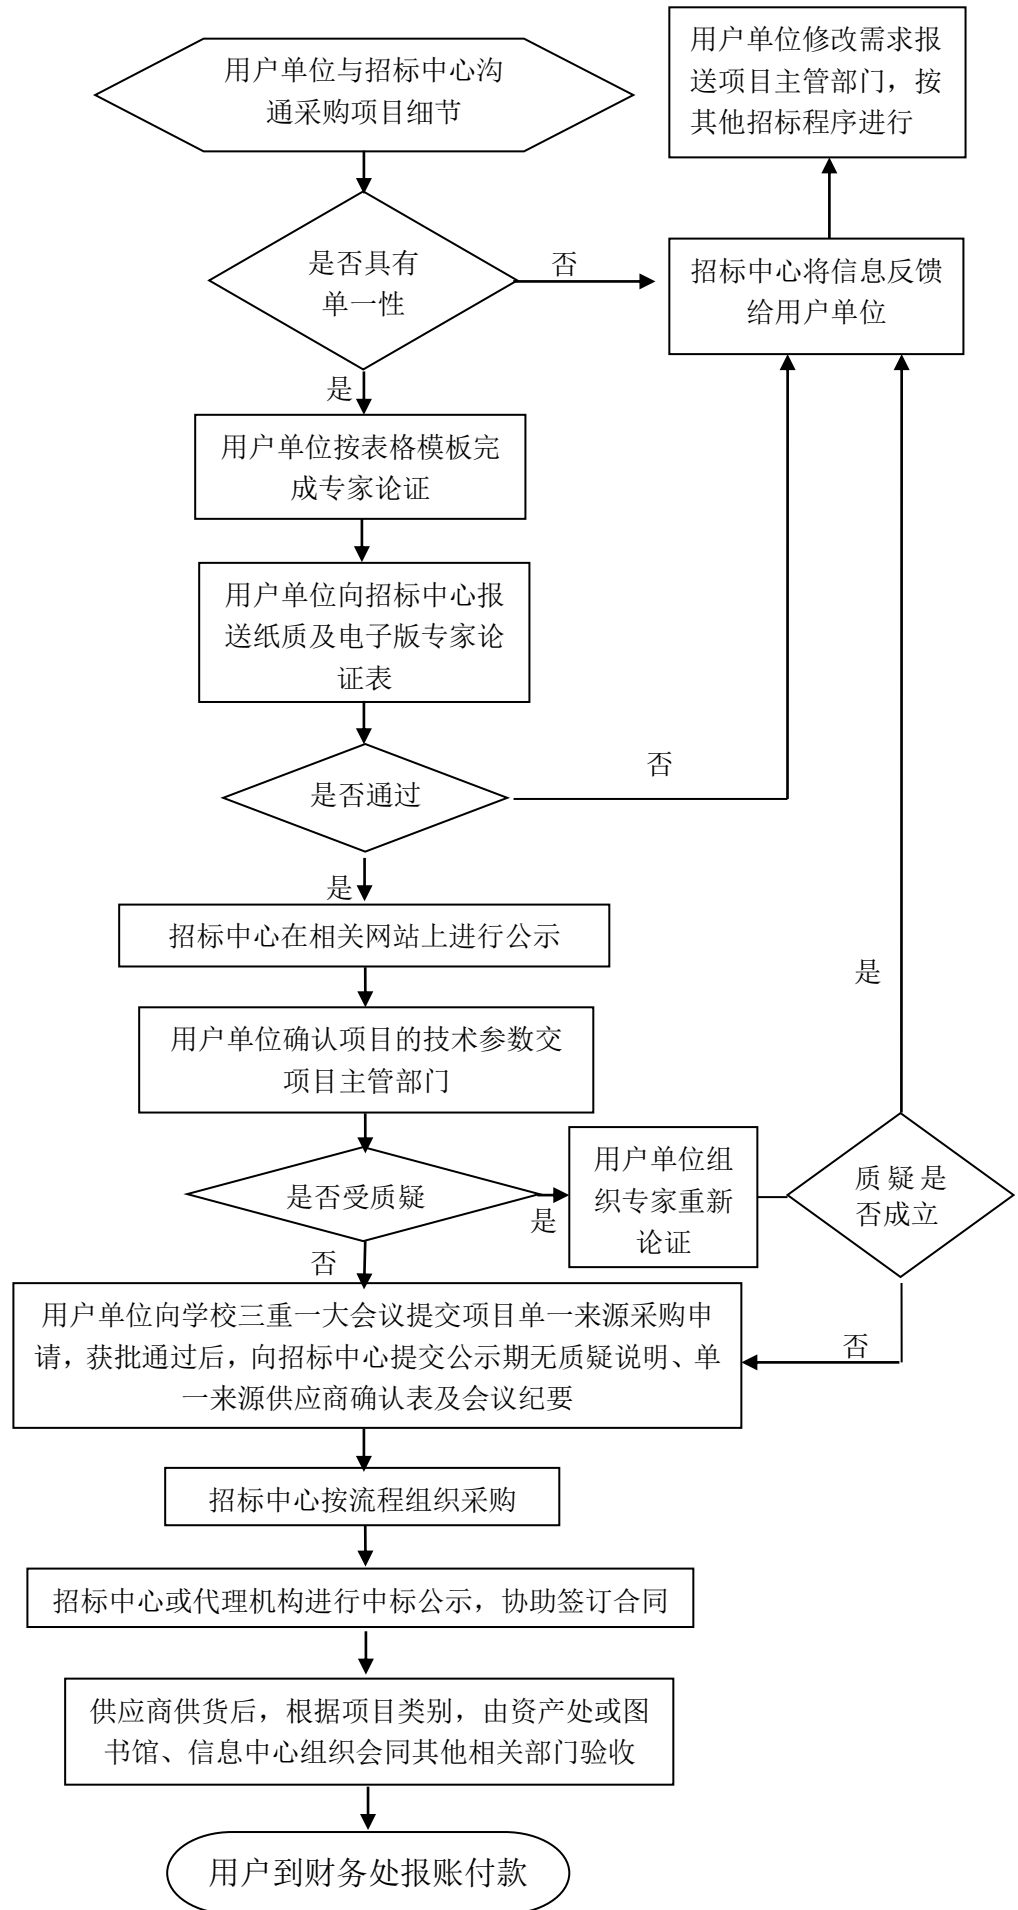 用户单位与招标中心沟
通采购项目细节
用户单位修改需求报
送项目主管部门，按
其他招标程序进行
是否具有
单一性
否
招标中心将信息反馈
给用户单位
是
用户单位按表格模板完
成专家论证
用户单位向招标中心报
送纸质及电子版专家论
证表
是否通过
否
是
招标中心在相关网站上进行公示
是
用户单位确认项目的技术参数交
项目主管部门
是否受质疑
是
用户单位组
织专家重新
论证
质疑是
否成立
否
用户单位向学校三重一大会议提交项目单一来源采购申
请，获批通过后，向招标中心提交公示期无质疑说明、单
一来源供应商确认表及会议纪要
否
招标中心按流程组织采购
招标中心或代理机构进行中标公示，协助签订合同
供应商供货后，根据项目类别，由资产处或图
书馆、信息中心组织会同其他相关部门验收
用户到财务处报账付款